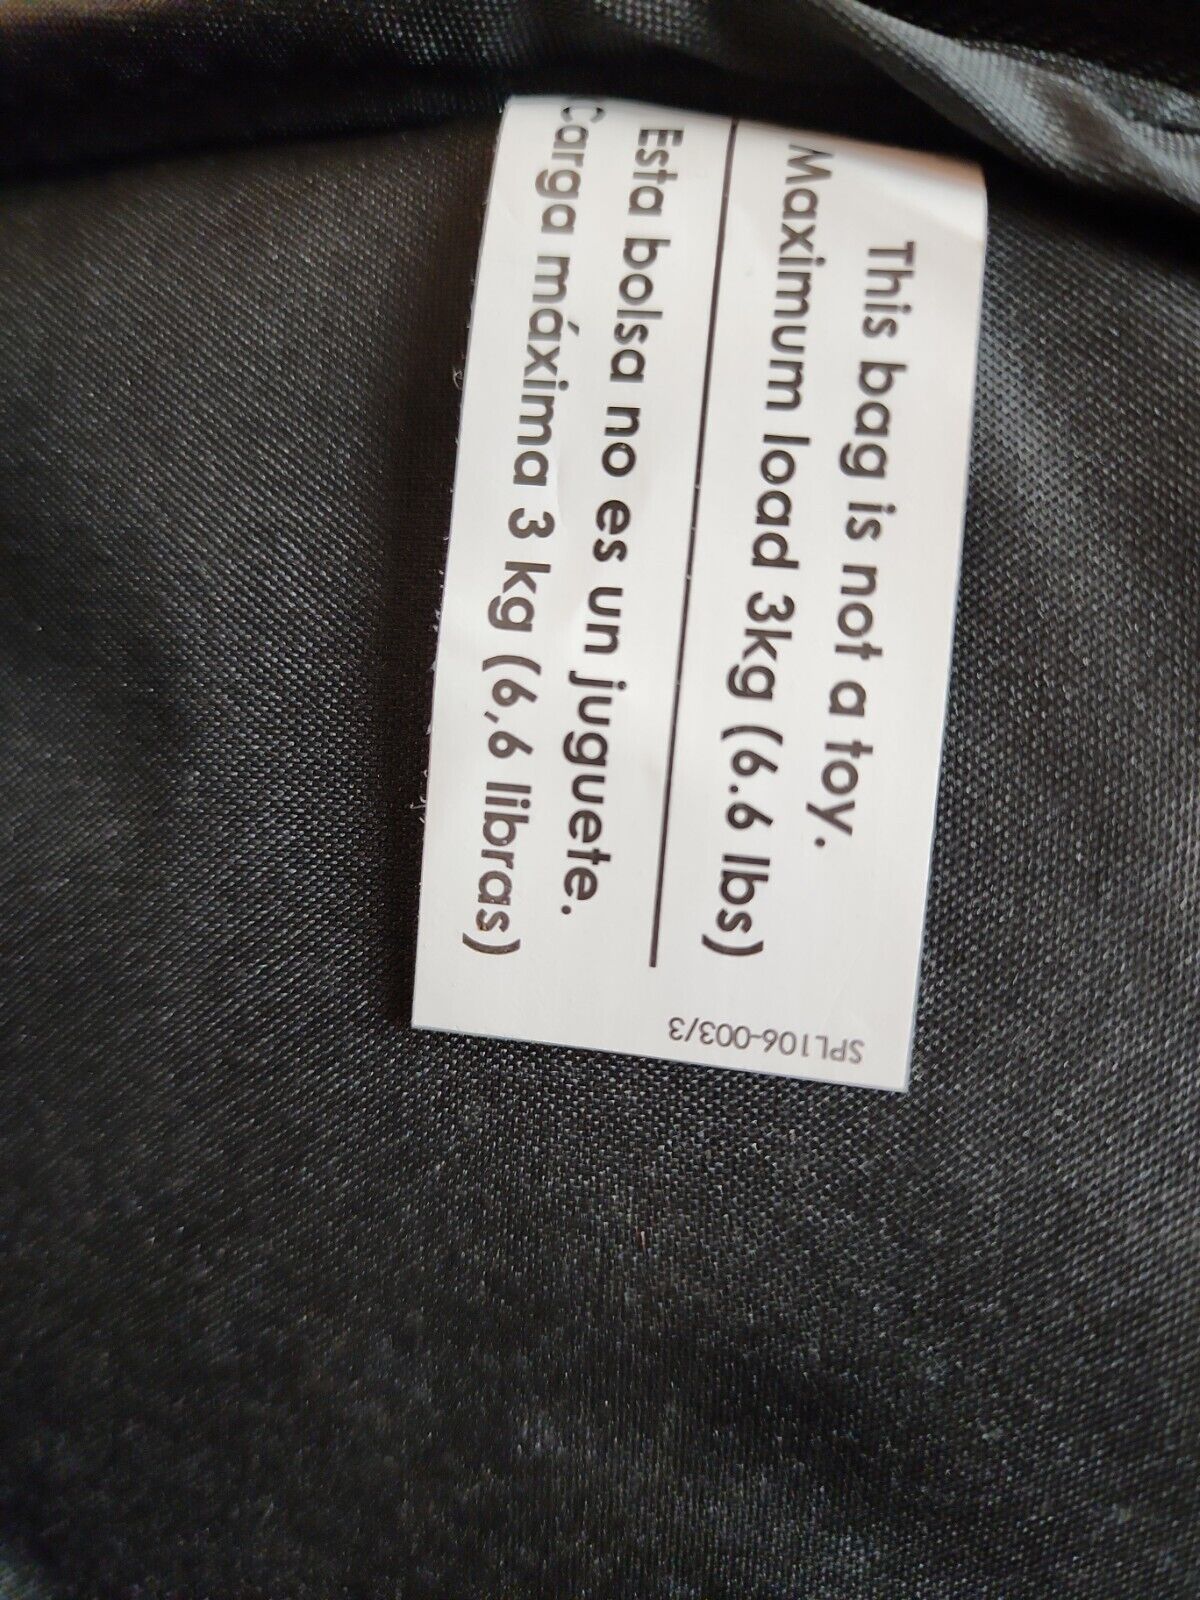 This bag is not a toy.
Maximum load 3kg (6.6 lbs)
Esta bolsa no es un juguete.
Carga máxima 3 kg (6,6 libras)
SPL106-003/3